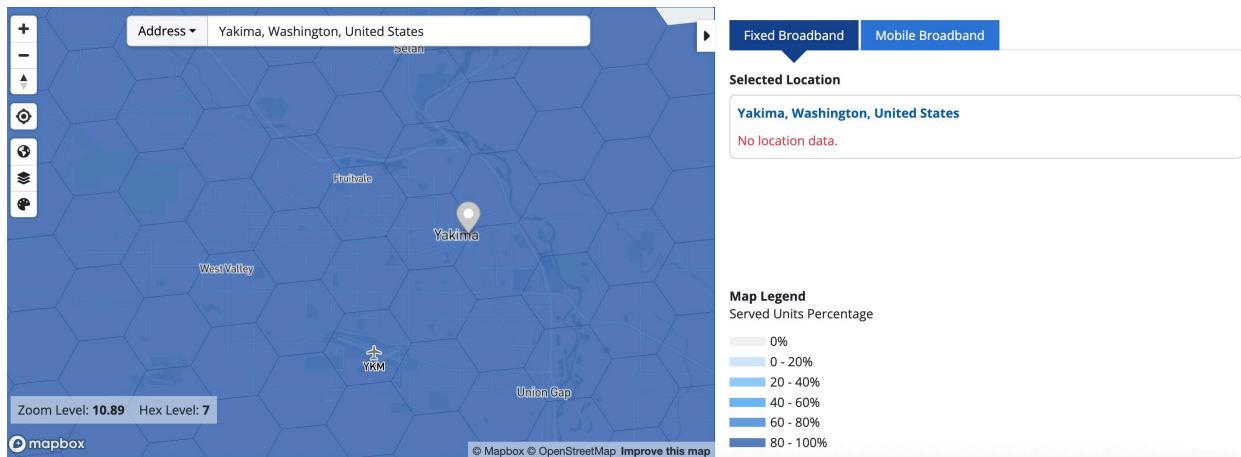 Address
Yakima, Washington, United States
Selah
Fruitvale
Yakima
West Valley
YKM
Union Gap
Zoom Level: 10.89 Hex Level: 7
mapbox
© Mapbox © OpenStreetMap Improve this map
Fixed Broadband
Mobile Broadband
Selected Location
Yakima, Washington, United States
No location data.
Map Legend
Served Units Percentage
0%
0 - 20%
20 - 40%
40 - 60%
60 - 80%
80 - 100%